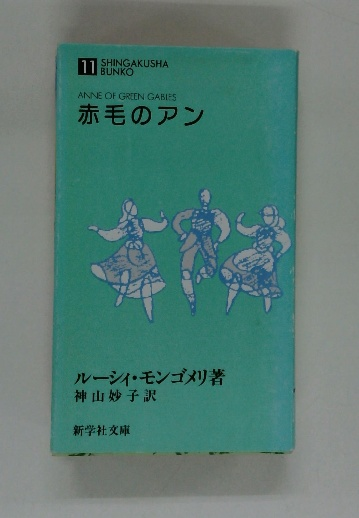 11 SHINGAKUSHA
BUNKO
ANNE OF GREEN GABLES
赤毛のアン
ルーシィ・モンゴメリ著
神山妙子訳
新学社文庫